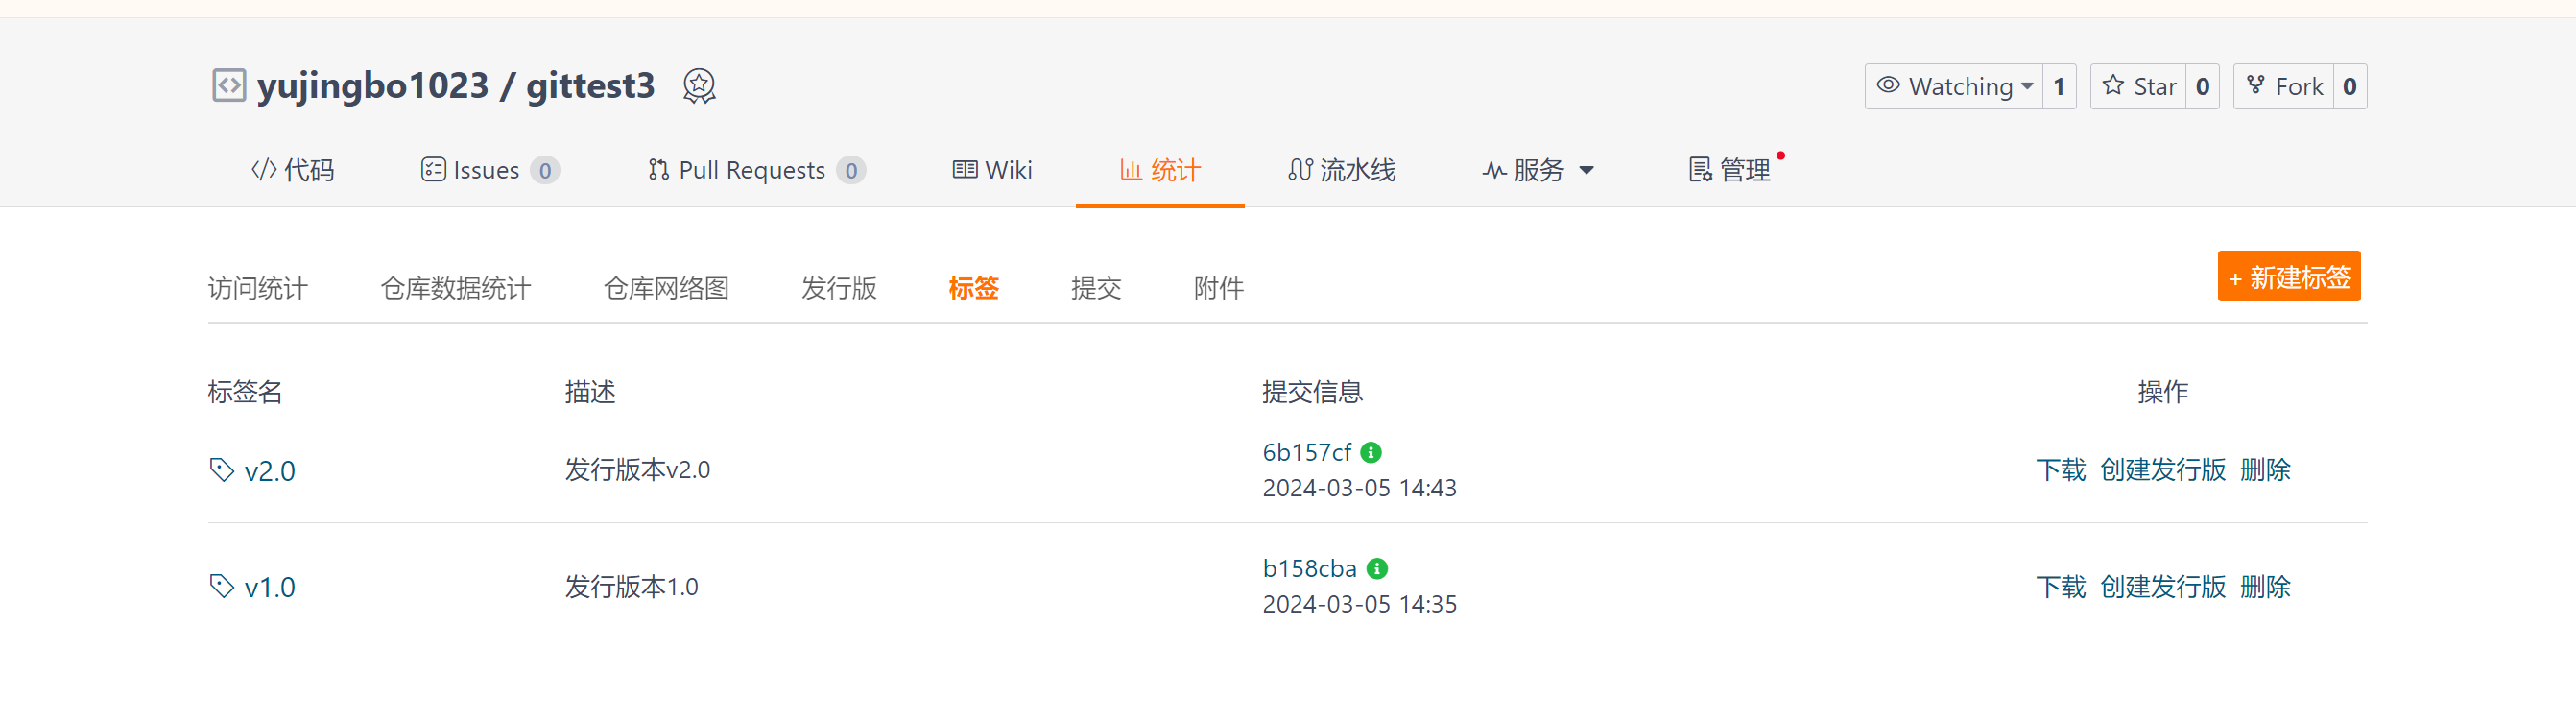 yujingbo1023 / gittest3
Watching 1 Star 0 Fork 0
代码 Issues 0 Pull Requests 0 Wiki 统计 流水线 服务 管理
访问统计 仓库数据统计 仓库网络图 发行版 标签 提交 附件 + 新建标签
标签名 描述 提交信息 操作
v2.0 发行版本v2.0 6b157cf 下载 创建发行版 删除
2024-03-05 14:43
v1.0 发行版本1.0 b158cba 下载 创建发行版 删除
2024-03-05 14:35